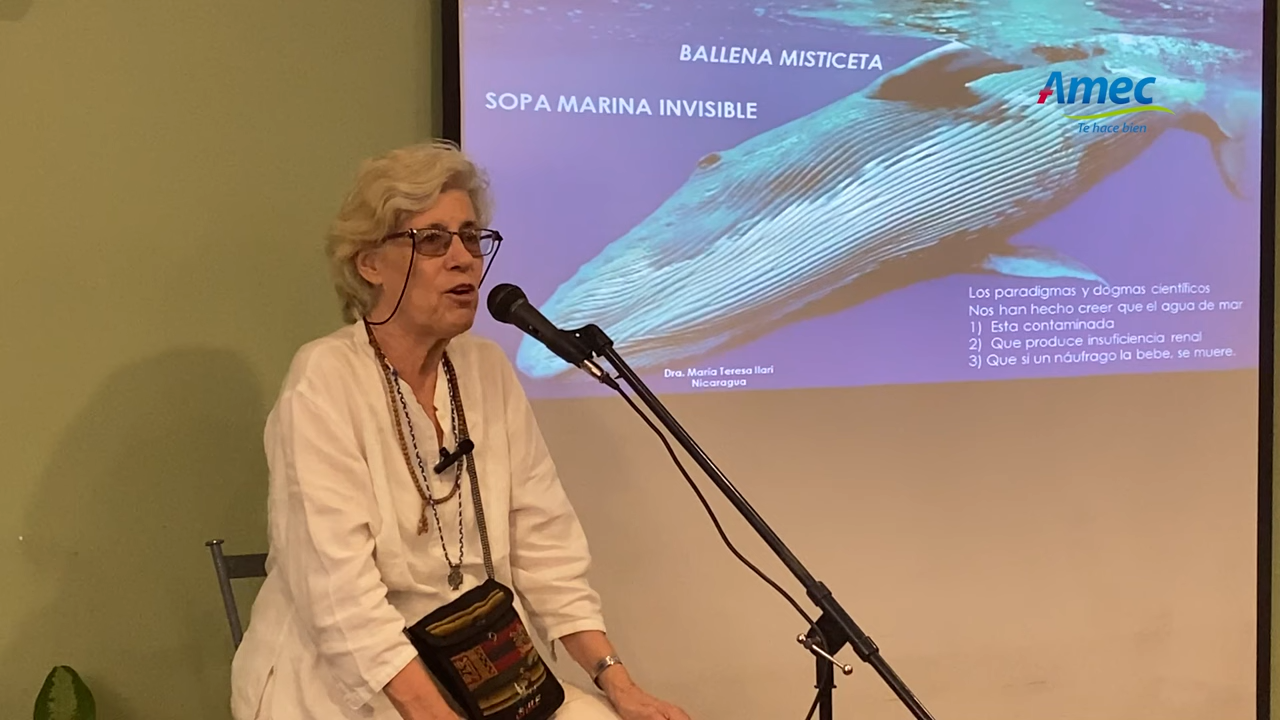 BALLENA MISTICETA
SOPA MARINA INVISIBLE
Amec
Te hace bien
Los paradigmas y dogmas científicos
Nos han hecho creer que el agua de mar
1) Esta contaminada
2) Que produce insuficiencia renal
3) Que si un náufrago la bebe, se muere.
Dra. María Teresa Ilari
Nicaragua